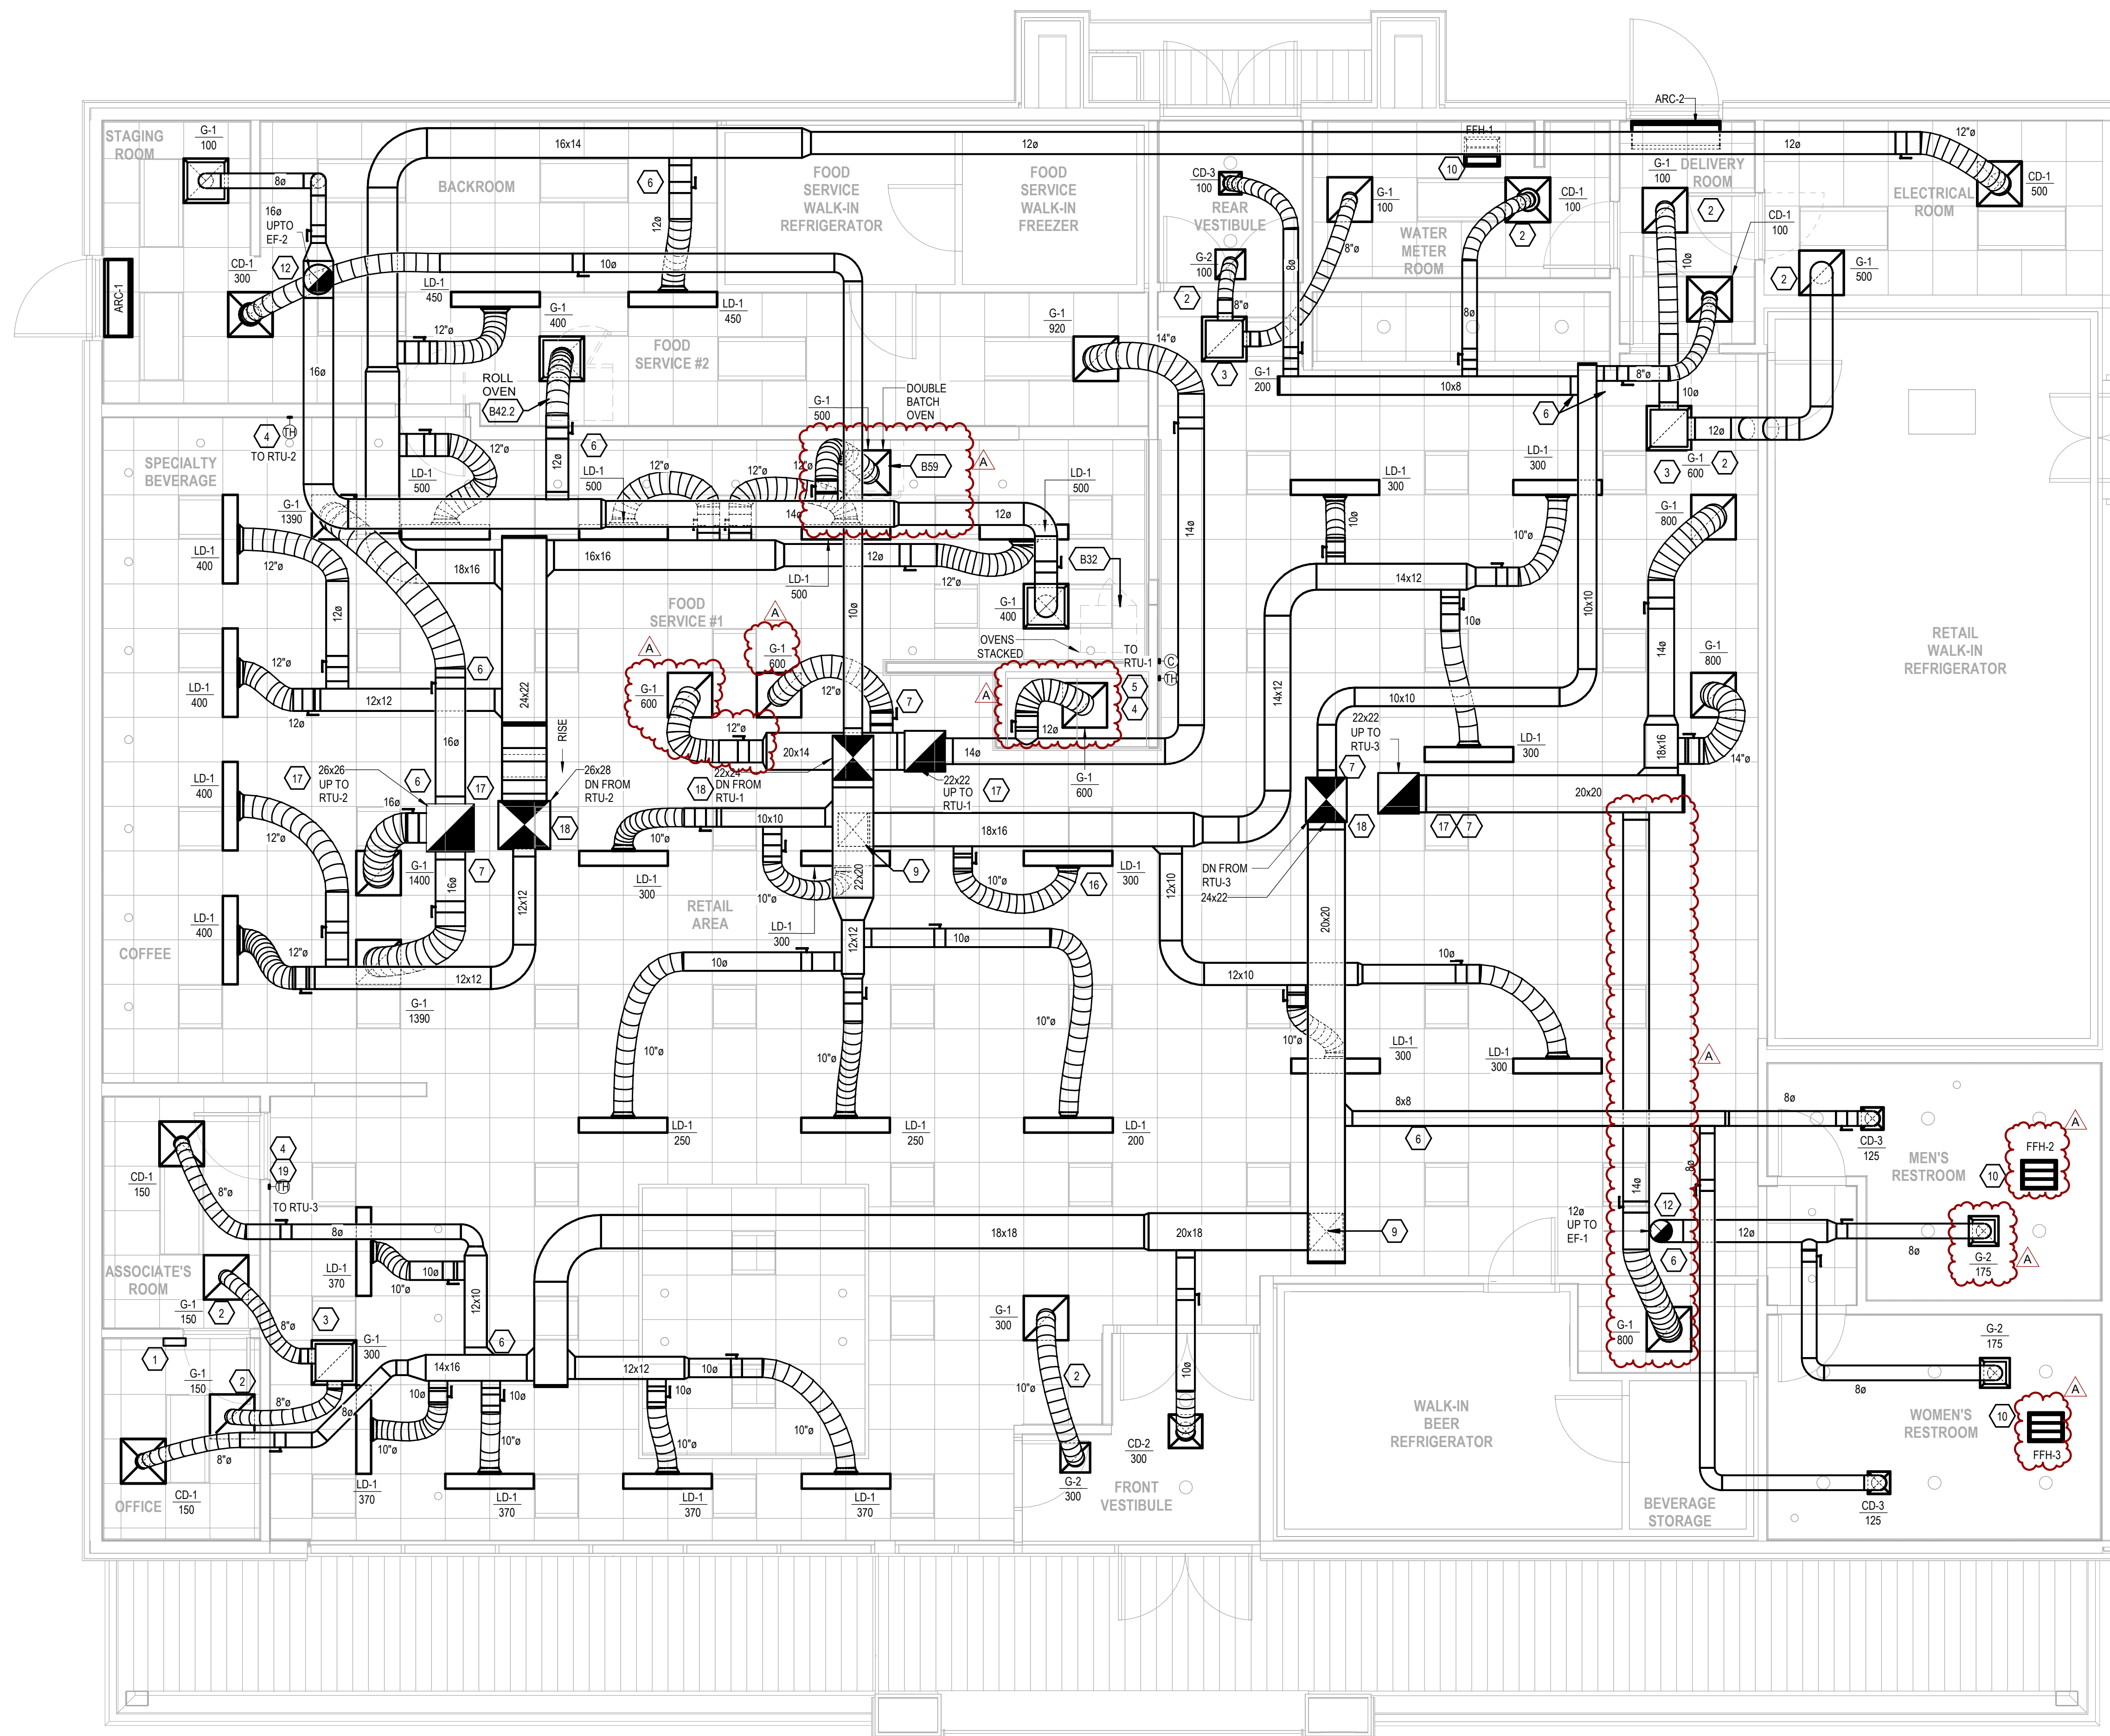 ARC-2
STAGING
ROOM
G-1
100
16x14
12ø
FFH-1
12ø
12"ø
DELIVERY
ROOM
8ø
6
BACKROOM
FOOD
SERVICE
WALK-IN
REFRIGERATOR
FOOD
SERVICE
WALK-IN
FREEZER
CD-3
100
REAR
VESTIBULE
10
G-1
100
CD-1
100
G-1
100
2
CD-1
500
ELECTRICAL
ROOM
16ø
UPTO
EF-2
12ø
WATER
METER
ROOM
2
CD-1
100
12
CD-1
300
10ø
8ø
8"ø
10ø
G-2
100
2
G-1
500
ARC-1
LD-1
450
LD-1
450
G-1
400
G-1
920
2
8"ø
8ø
12"ø
FOOD
SERVICE #2
14"ø
16ø
ROLL
OVEN
B42.2
DOUBLE
BATCH
OVEN
3
G-1
200
10x8
8"ø
10ø
6
G-1
500
4
TH
TO RTU-2
12"ø
6
12ø
12ø
3
G-1
600
2
SPECIALTY
BEVERAGE
LD-1
500
LD-1
500
12"ø
12"ø
12"ø
B59
A
LD-1
500
LD-1
300
LD-1
300
G-1
1390
14ø
12ø
10ø
10"ø
G-1
800
14ø
LD-1
400
12"ø
18x16
16x16
12ø
12"ø
B32
LD-1
500
14x12
10x10
12ø
FOOD
SERVICE #1
A
10ø
G-1
400
10ø
RETAIL
WALK-IN
REFRIGERATOR
A
OVENS
STACKED
TO
RTU-1
C
TH
14ø
G-1
800
LD-1
400
12"ø
6
G-1
600
G-1
600
12"ø
A
5
4
14x12
10x10
24x22
12x12
12ø
7
12ø
22x22
UP TO
RTU-3
18x16
RISE
12"ø
20x14
14ø
LD-1
300
14"ø
16ø
17
26x26
UP TO
RTU-2
6
17
26x28
DN FROM
RTU-2
18
22x24
DN FROM
RTU-1
22x22
UP TO
RTU-1
17
G-1
600
7
20x20
LD-1
400
16ø
18
10x10
18x16
18
17
7
12"ø
10"ø
G-1
1400
7
16ø
LD-1
300
22x20
9
10"ø
16
LD-1
300
12x10
DN FROM
RTU-3
24x22
12x12
RETAIL
AREA
10"ø
20x20
LD-1
400
LD-1
300
12x12
10ø
COFFEE
12"ø
12x12
10ø
12x10
10ø
G-1
1390
10"ø
10"ø
10"ø
10"ø
LD-1
300
LD-1
300
A
8x8
8ø
LD-1
250
LD-1
250
LD-1
200
6
CD-3
125
A
FFH-2
4
19
TH
TO RTU-3
CD-1
150
8"ø
8ø
MEN'S
RESTROOM
10
14ø
12
12ø
UP TO
EF-1
8ø
18x18
20x18
9
12ø
8ø
G-2
175
A
ASSOCIATE'S
ROOM
LD-1
370
10ø
10"ø
12x10
6
G-1
150
2
8"ø
3
G-1
300
6
G-1
300
10ø
G-1
800
G-2
175
1
G-1
150
2
14x16
12x12
10ø
10"ø
2
8ø
8"ø
8ø
10ø
10ø
10ø
A
8"ø
10"ø
10"ø
10"ø
10"ø
WALK-IN
BEER
REFRIGERATOR
WOMEN'S
RESTROOM
10
FFH-3
CD-2
300
OFFICE
CD-1
150
LD-1
370
LD-1
370
LD-1
370
LD-1
370
G-2
300
FRONT
VESTIBULE
BEVERAGE
STORAGE
CD-3
125